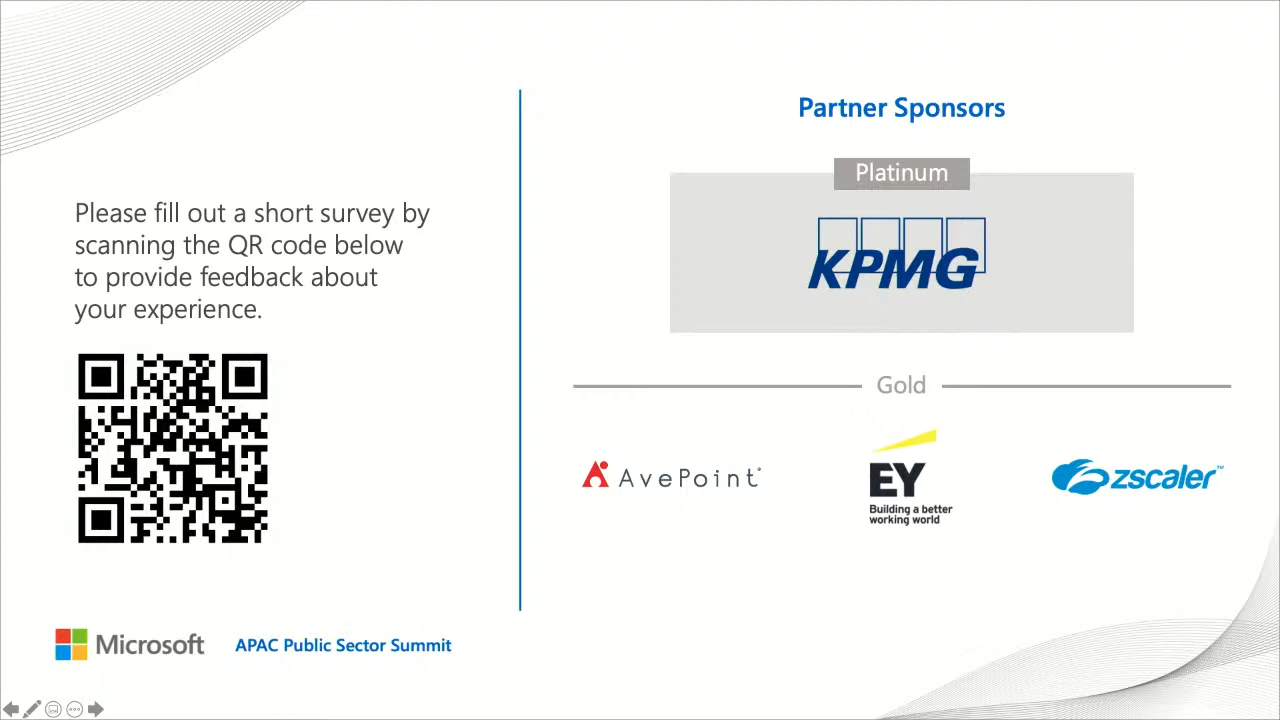 Please fill out a short survey by
scanning the QR code below
to provide feedback about
your experience.
Partner Sponsors
Platinum
KPMG
Gold
AvePoint®
EY
Building a better
working world
zscaler™
Microsoft
APAC Public Sector Summit